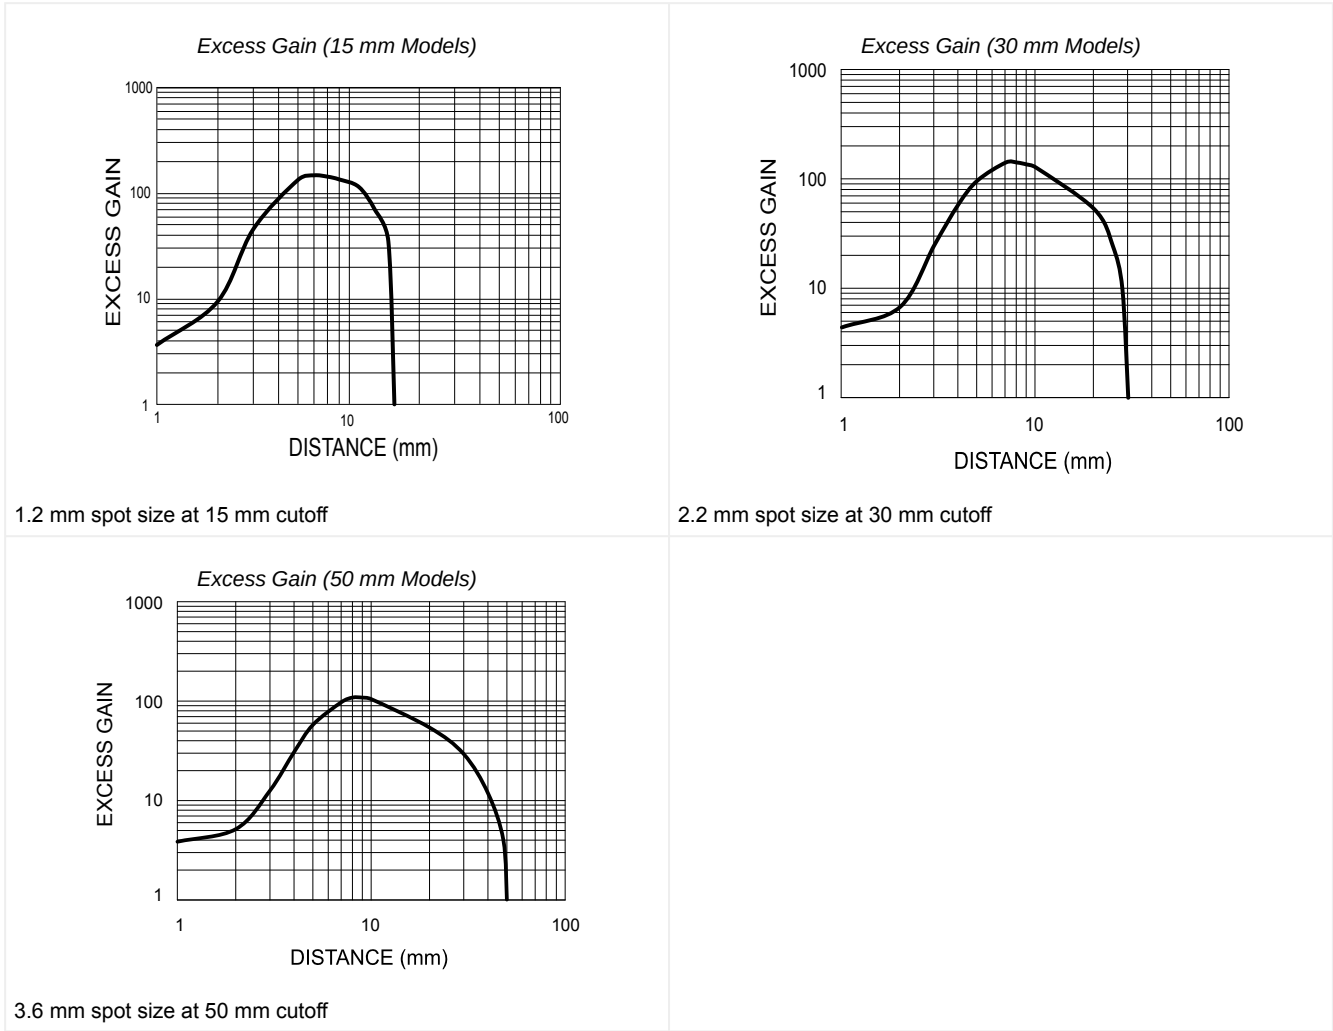 Excess Gain (15 mm Models)
1000
100
10
1
EXCESS GAIN
1
10
100
DISTANCE (mm)
1.2 mm spot size at 15 mm cutoff
Excess Gain (30 mm Models)
1000
100
10
1
EXCESS GAIN
1
10
100
DISTANCE (mm)
2.2 mm spot size at 30 mm cutoff
Excess Gain (50 mm Models)
1000
100
10
1
EXCESS GAIN
1
10
100
DISTANCE (mm)
3.6 mm spot size at 50 mm cutoff